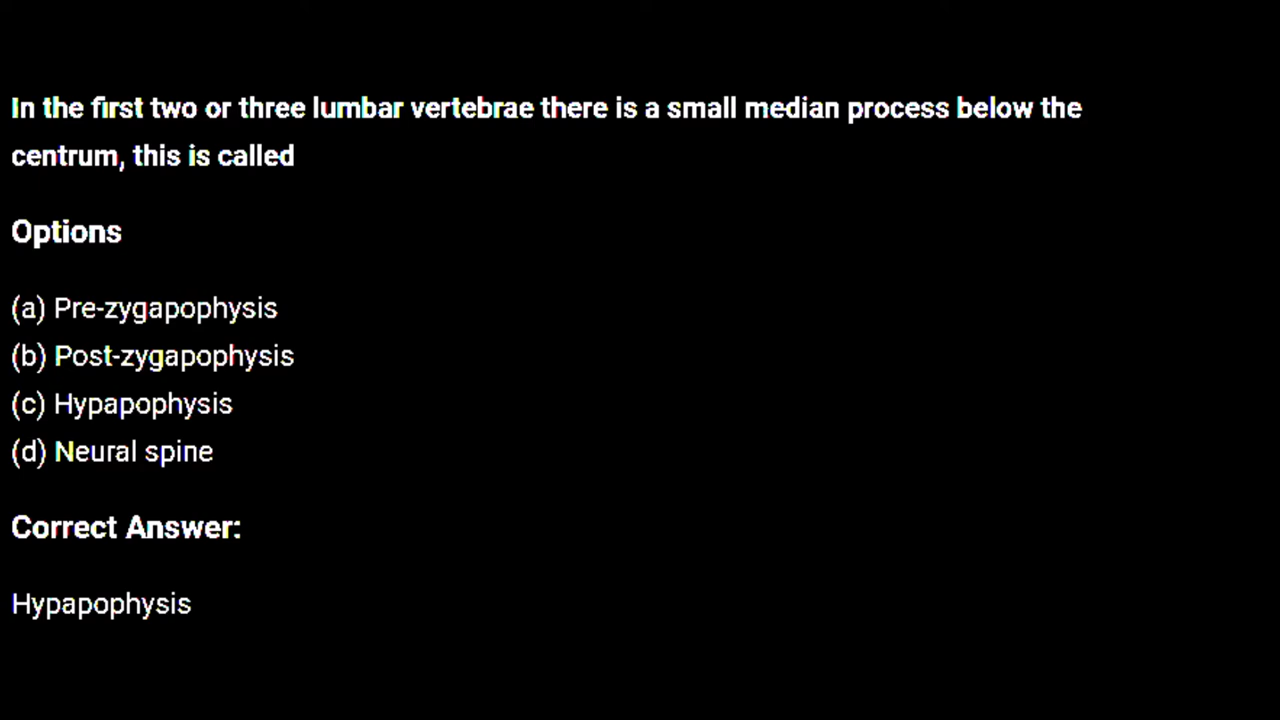 In the first two or three lumbar vertebrae there is a small median process below the
centrum, this is called
Options
(a) Pre-zygapophysis
(b) Post-zygapophysis
(c) Hypapophysis
(d) Neural spine
Correct Answer:
Hypapophysis